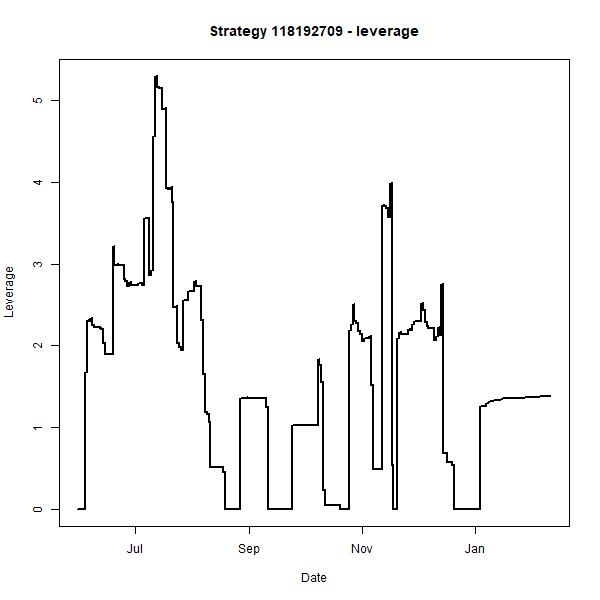 Strategy 118192709 - leverage
Leverage
5
4
3
2
1
0
Jul
Sep
Nov
Jan
Date